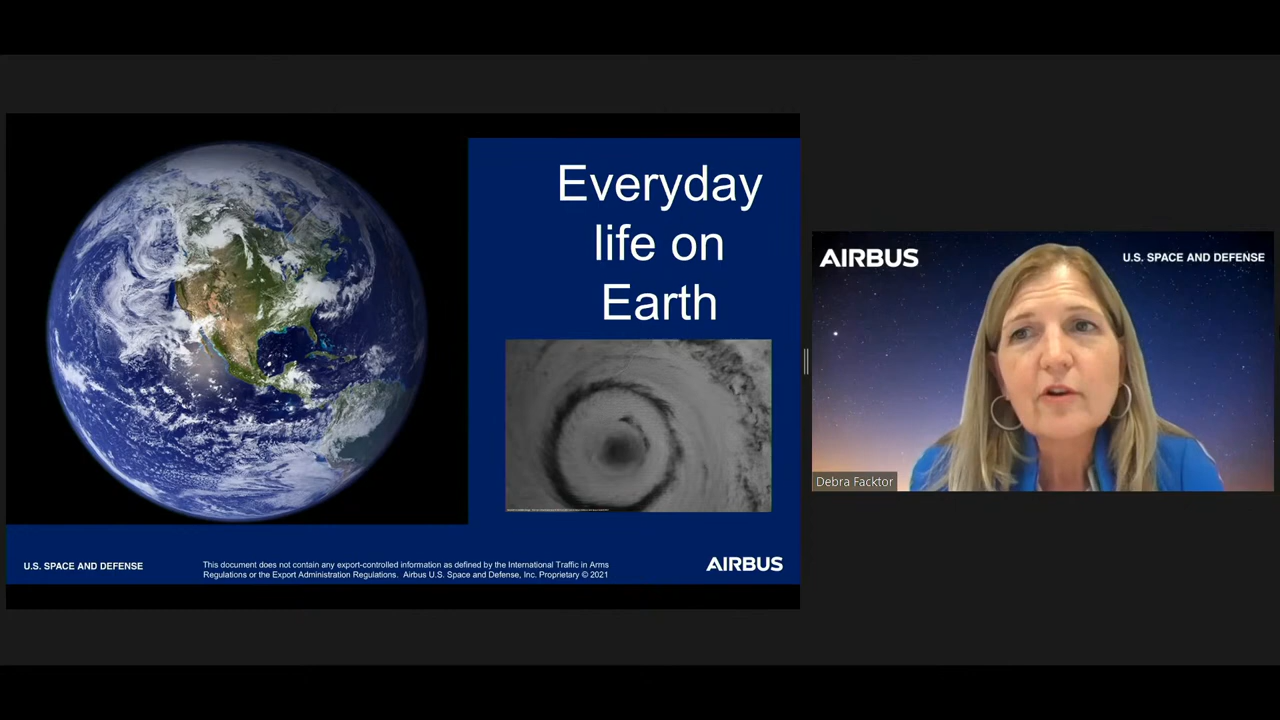 Everyday
life on
Earth
U.S. SPACE AND DEFENSE
This document does not contain any export-controlled information as defined by the International Traffic in Arms
Regulations or the Export Administration Regulations. Airbus U.S. Space and Defense, Inc. Proprietary © 2021
AIRBUS
AIRBUS
U.S. SPACE AND DEFENSE
Debra Facktor